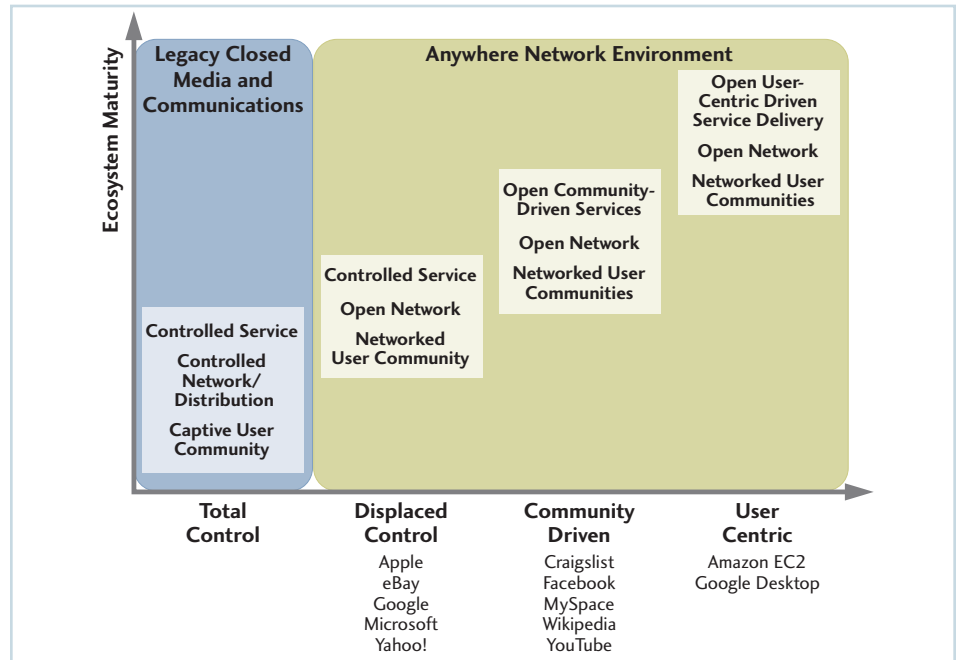 Ecosystem Maturity
Legacy Closed
Media and
Communications
Controlled Service
Controlled
Network/
Distribution
Captive User
Community
Anywhere Network Environment
Controlled Service
Open Network
Networked
User Community
Open Community-
Driven Services
Open Network
Networked User
Communities
Open User-
Centric Driven
Service Delivery
Open Network
Networked User
Communities
Total
Control
Displaced
Control
Apple
eBay
Google
Microsoft
Yahoo!
Community
Driven
Craigslist
Facebook
MySpace
Wikipedia
YouTube
User
Centric
Amazon EC2
Google Desktop